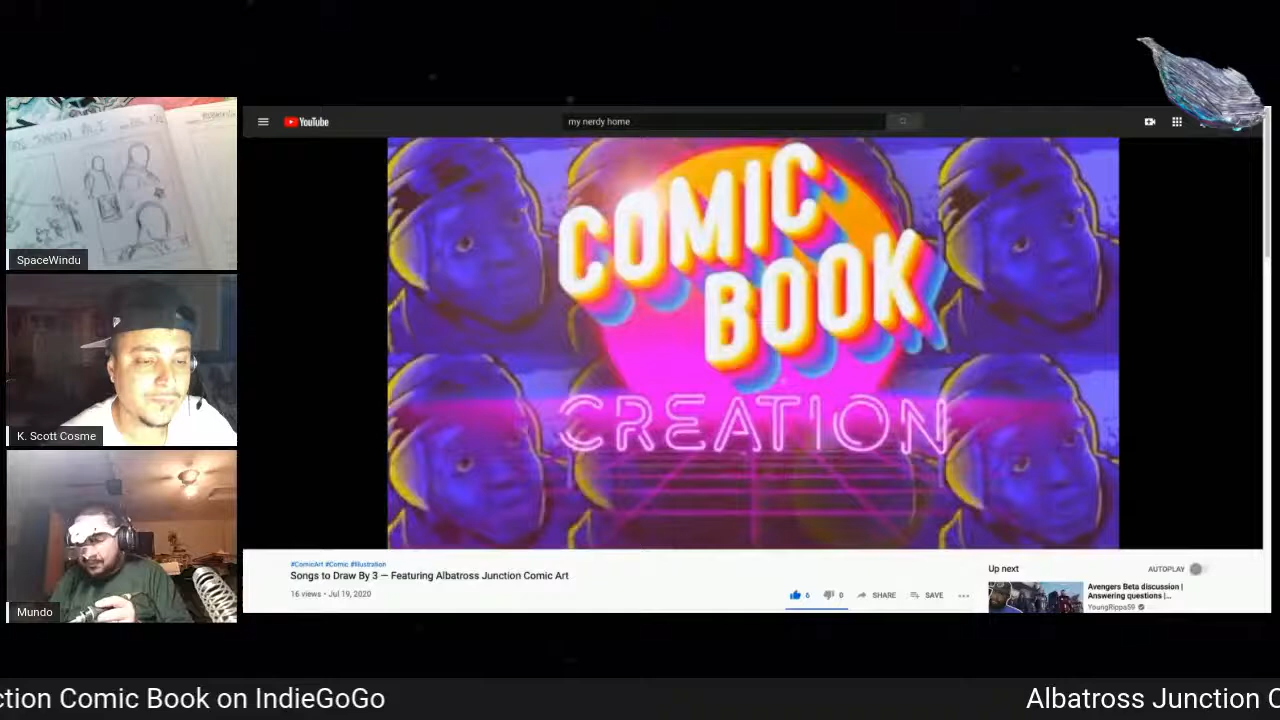 YouTube
my nerdy home
SpaceWindu
K. Scott Cosme
Mundo
COMIC
BOOK
CREATION
#ComicArt #Comic #Illustration
Songs to Draw By 3 — Featuring Albatross Junction Comic Art
16 views • Jul 19, 2020
6
0
SHARE
SAVE
Up next
AUTOPLAY
Avengers Beta discussion |
Answering questions |...
YoungRippa59
ction Comic Book on IndieGoGo
Albatross Junction C